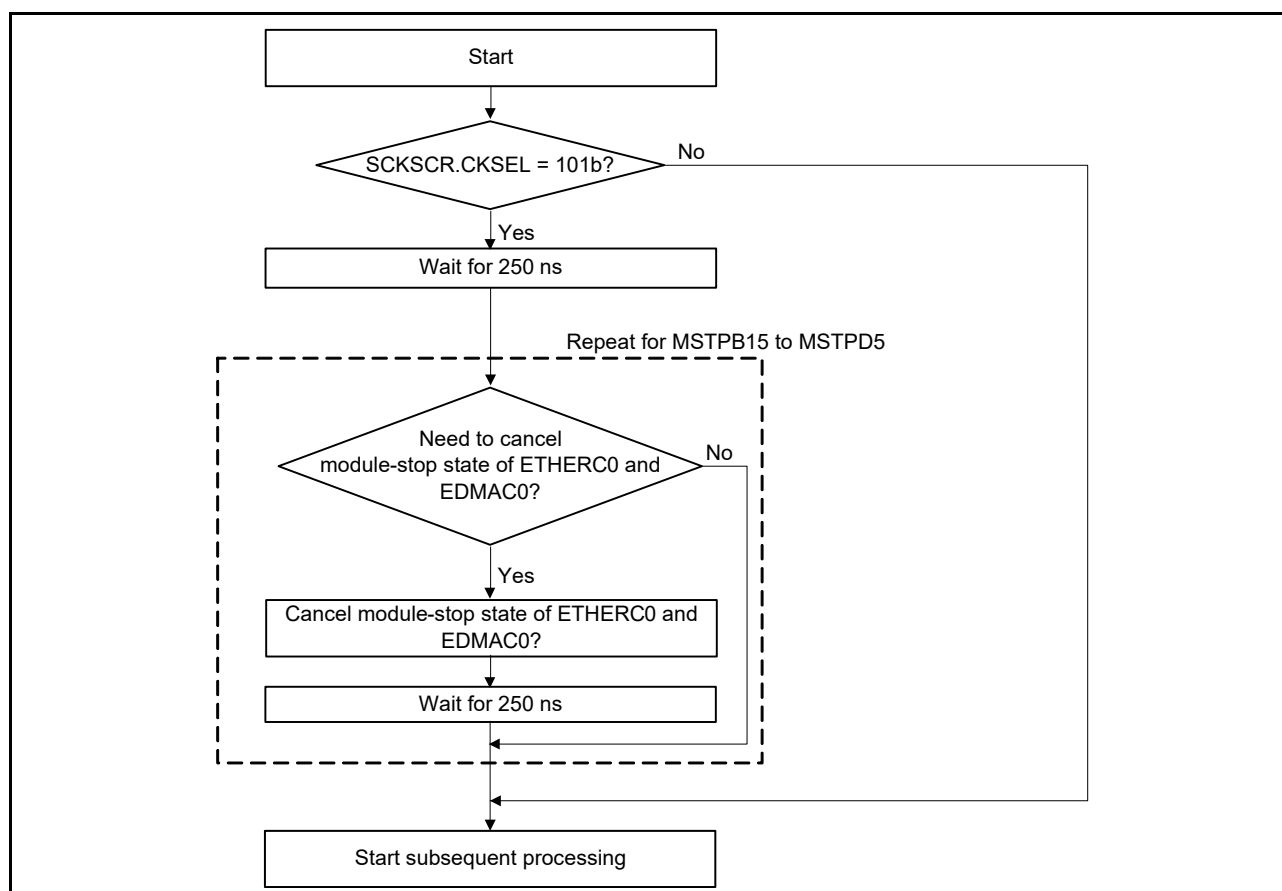 Start
SCKSCR.CKSEL = 101b?
No
Yes
Wait for 250 ns
Repeat for MSTPB15 to MSTPD5
Need to cancel
module-stop state of ETHERC0 and
EDMAC0?
No
Yes
Cancel module-stop state of ETHERC0 and
EDMAC0?
Wait for 250 ns
Start subsequent processing